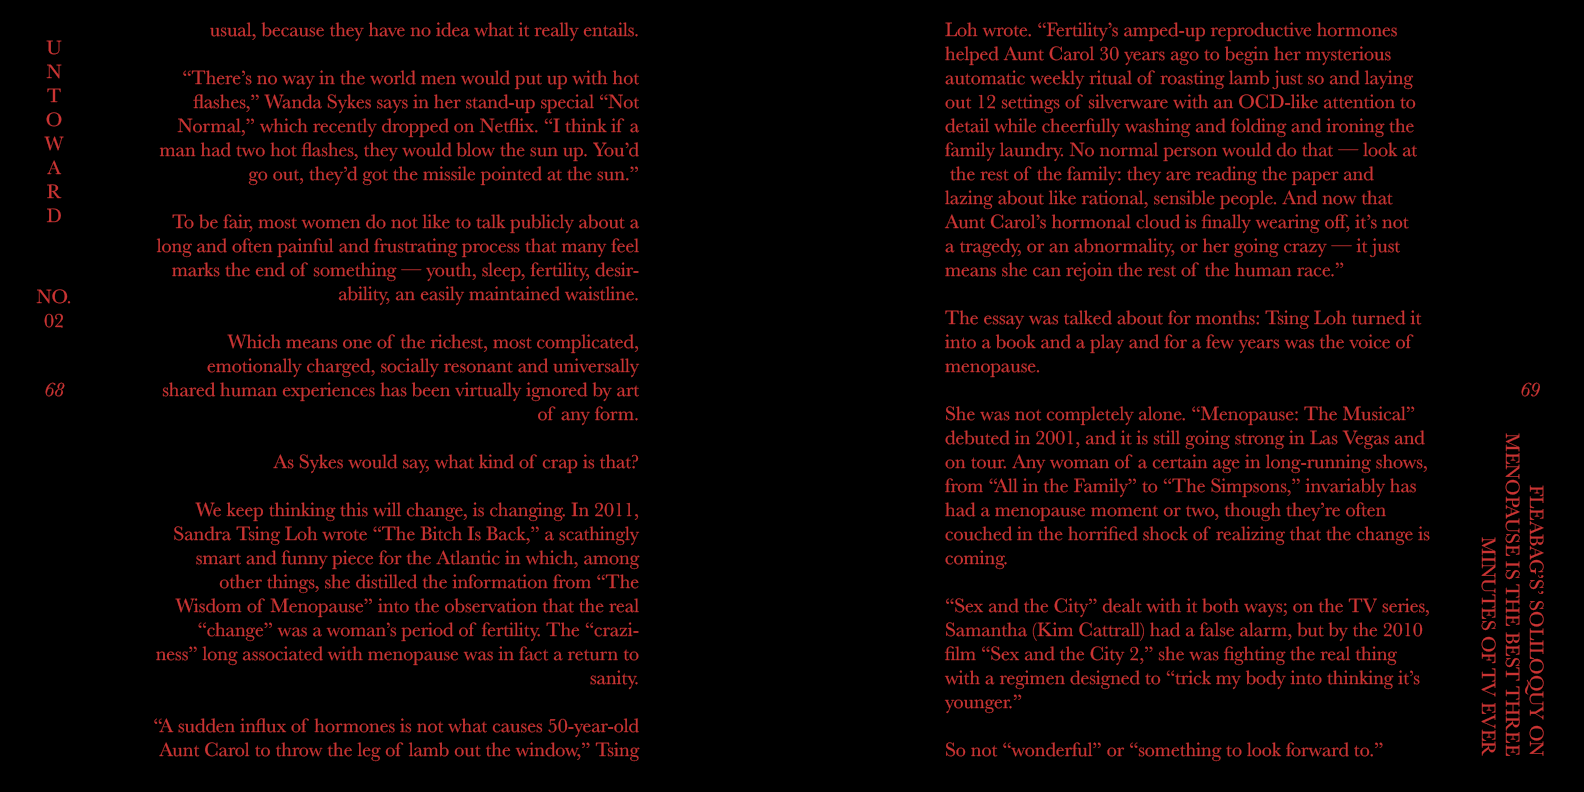 U
N
T
O
W
A
R
D
NO.
02
68
usual, because they have no idea what it really entails.
“There’s no way in the world men would put up with hot
flashes,” Wanda Sykes says in her stand-up special “Not
Normal,” which recently dropped on Netflix. “I think if a
man had two hot flashes, they would blow the sun up. You’d
go out, they’d got the missile pointed at the sun.”
To be fair, most women do not like to talk publicly about a
long and often painful and frustrating process that many feel
marks the end of something — youth, sleep, fertility, desir-
ability, an easily maintained waistline.
Which means one of the richest, most complicated,
emotionally charged, socially resonant and universally
shared human experiences has been virtually ignored by art
of any form.
As Sykes would say, what kind of crap is that?
We keep thinking this will change, is changing. In 2011,
Sandra Tsing Loh wrote “The Bitch Is Back,” a scathingly
smart and funny piece for the Atlantic in which, among
other things, she distilled the information from “The
Wisdom of Menopause” into the observation that the real
“change” was a woman’s period of fertility. The “crazi-
ness” long associated with menopause was in fact a return to
sanity.
“A sudden influx of hormones is not what causes 50-year-old
Aunt Carol to throw the leg of lamb out the window,” Tsing
Loh wrote. “Fertility’s amped-up reproductive hormones
helped Aunt Carol 30 years ago to begin her mysterious
automatic weekly ritual of roasting lamb just so and laying
out 12 settings of silverware with an OCD-like attention to
detail while cheerfully washing and folding and ironing the
family laundry. No normal person would do that — look at
the rest of the family: they are reading the paper and
lazing about like rational, sensible people. And now that
Aunt Carol’s hormonal cloud is finally wearing off, it’s not
a tragedy, or an abnormality, or her going crazy — it just
means she can rejoin the rest of the human race.”
The essay was talked about for months: Tsing Loh turned it
into a book and a play and for a few years was the voice of
menopause.
She was not completely alone. “Menopause: The Musical”
debuted in 2001, and it is still going strong in Las Vegas and
on tour. Any woman of a certain age in long-running shows,
from “All in the Family” to “The Simpsons,” invariably has
had a menopause moment or two, though they’re often
couched in the horrified shock of realizing that the change is
coming.
“Sex and the City” dealt with it both ways; on the TV series,
Samantha (Kim Cattrall) had a false alarm, but by the 2010
film “Sex and the City 2,” she was fighting the real thing
with a regimen designed to “trick my body into thinking it’s
younger.”
So not “wonderful” or “something to look forward to.”
69
FLEABAG’S’ SOLILOQUY ON
MENOPAUSE IS THE BEST THREE
MINUTES OF TV EVER